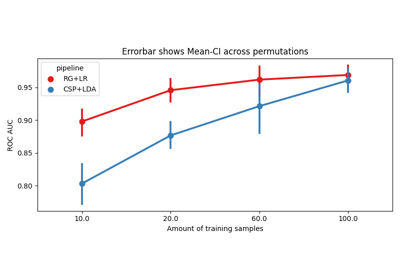 Errorbar shows Mean-CI across permutations
pipeline
RG+LR
CSP+LDA
ROC AUC
0.95
0.90
0.85
0.80
10.0 20.0 60.0 100.0
Amount of training samples